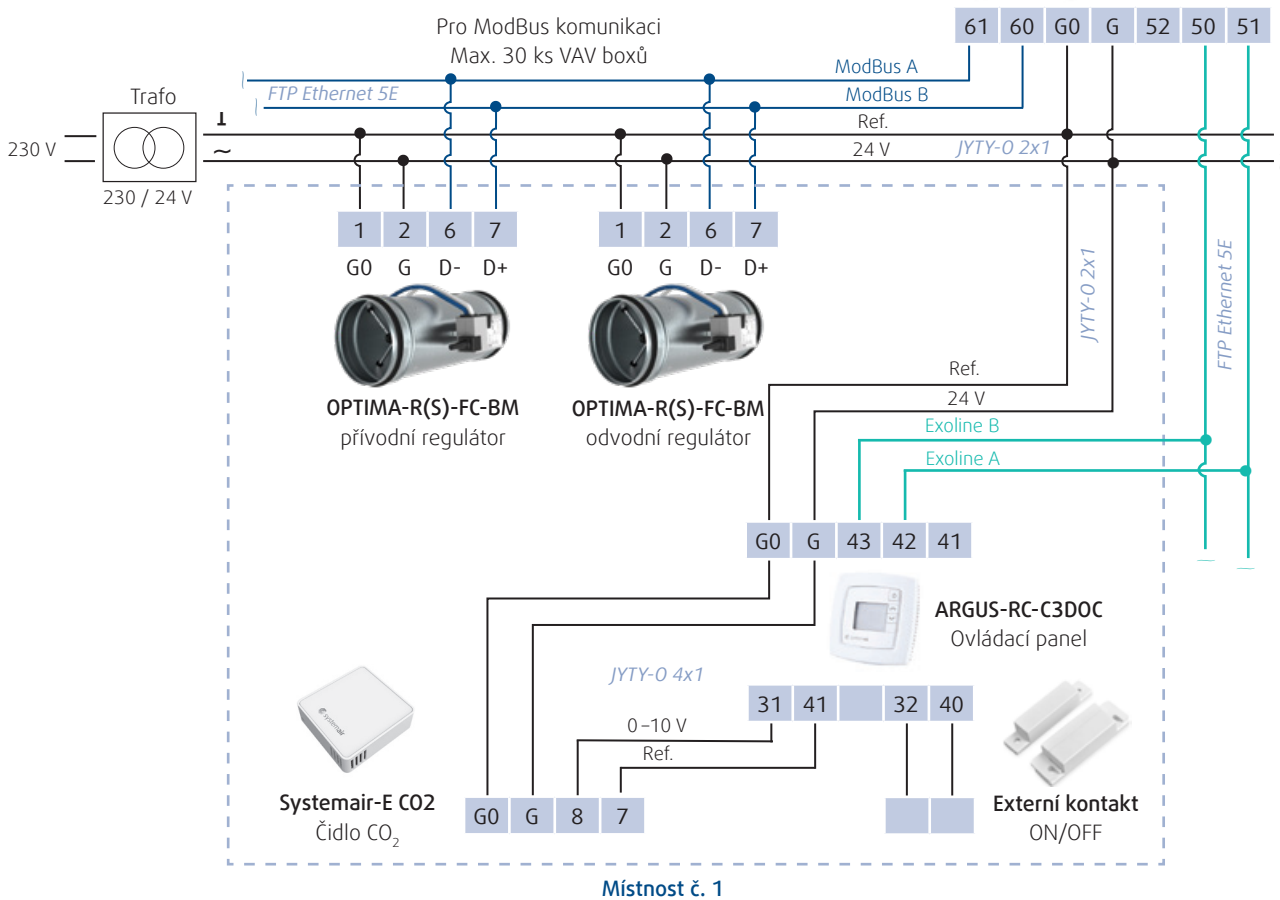 Pro ModBus komunikaci
Max. 30 ks VAV boxů
61 60 G0 G 52 50 51
ModBus A
FTP Ethernet 5E
ModBus B
Trafo
Ref.
230 V
~
24 V
JYTY-O 2x1
230 / 24 V
1 2 6 7
G0 G D- D+
1 2 6 7
G0 G D- D+
JYTY-O 2x1
FTP Ethernet 5E
OPTIMA-R(S)-FC-BM
přívodní regulátor
OPTIMA-R(S)-FC-BM
odvodní regulátor
Ref.
24 V
Exoline B
Exoline A
G0 G 43 42 41
ARGUS-RC-C3DOC
Ovládací panel
JYTY-O 4x1
31 41 32 40
0–10 V
Ref.
systemair
Systemair-E CO2
Čidlo CO₂
G0 G 8 7
Externí kontakt
ON/OFF
Místnost č. 1